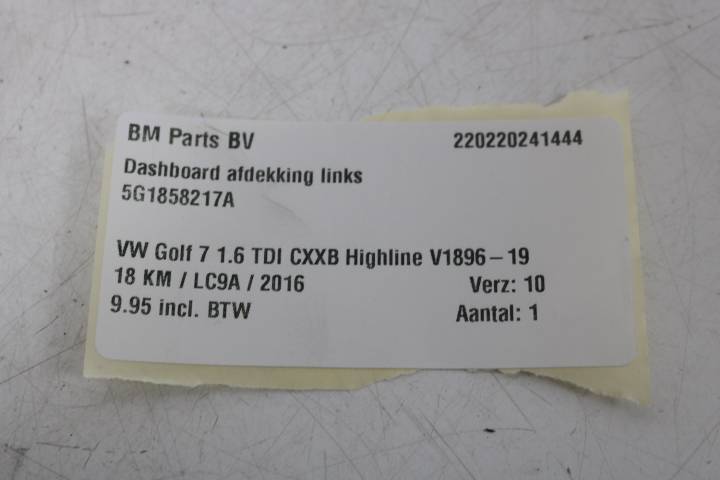 BM Parts BV 220220241444
Dashboard afdekking links
5G1858217A
VW Golf 7 1.6 TDI CXXB Highline V1896-19
18 KM / LC9A / 2016 Verz: 10
9.95 incl. BTW Aantal: 1